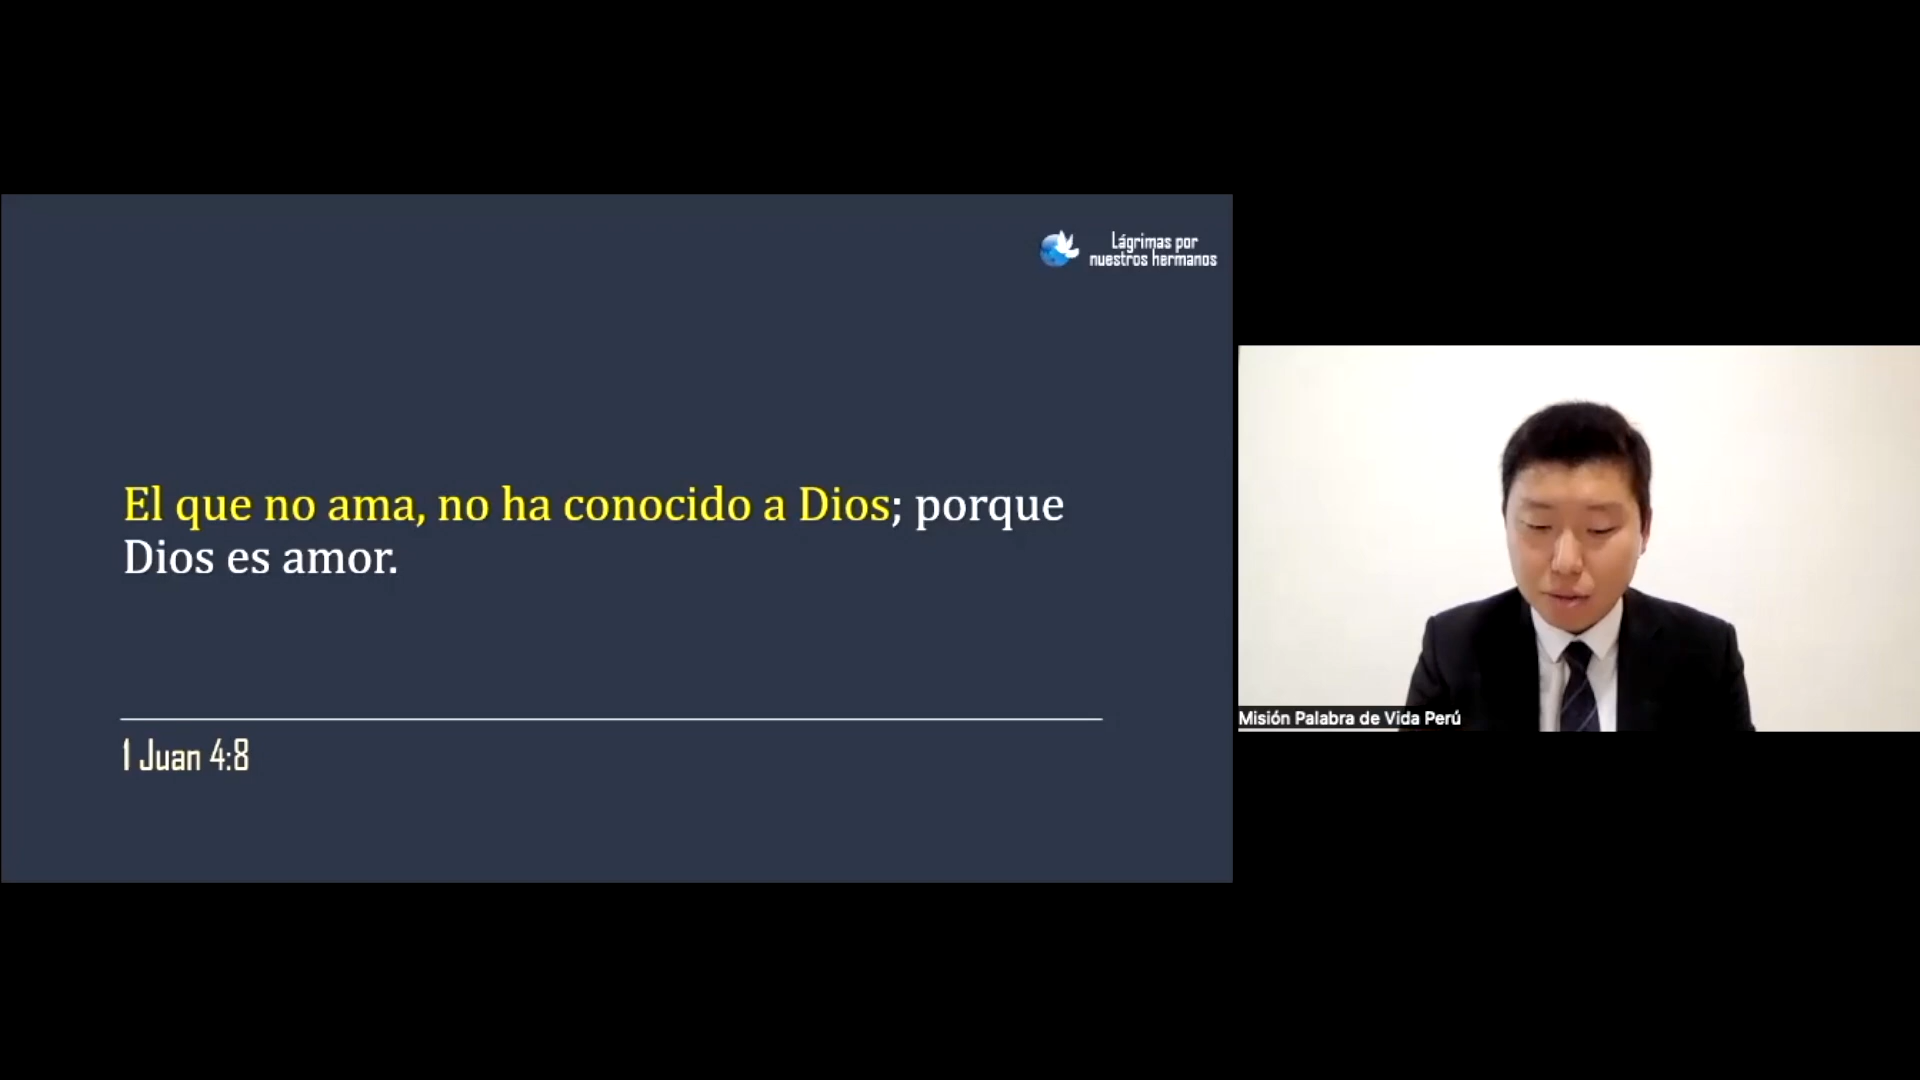 Lágrimas por
nuestros hermanos
El que no ama, no ha conocido a Dios; porque
Dios es amor.
1 Juan 4:8
Misión Palabra de Vida Perú